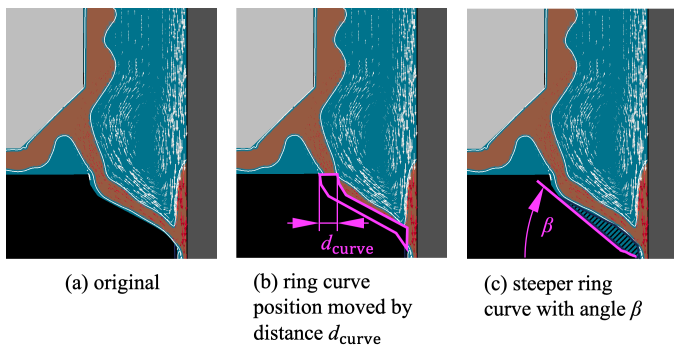 d_curve
β
(a) original
(b) ring curve
position moved by
distance d_curve
(c) steeper ring
curve with angle β